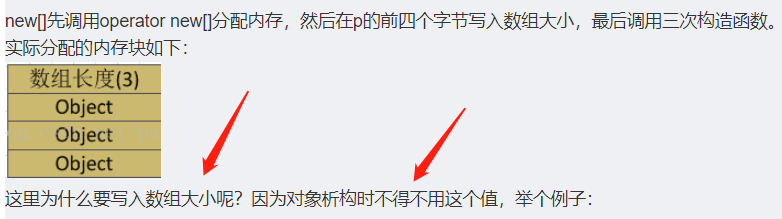 new[]先调用operator new[]分配内存，然后在p的前四个字节写入数组大小，最后调用三次构造函数。
实际分配的内存块如下：
数组长度(3)
Object
Object
Object
这里为什么要写入数组大小呢？因为对象析构时不得不用这个值，举个例子：